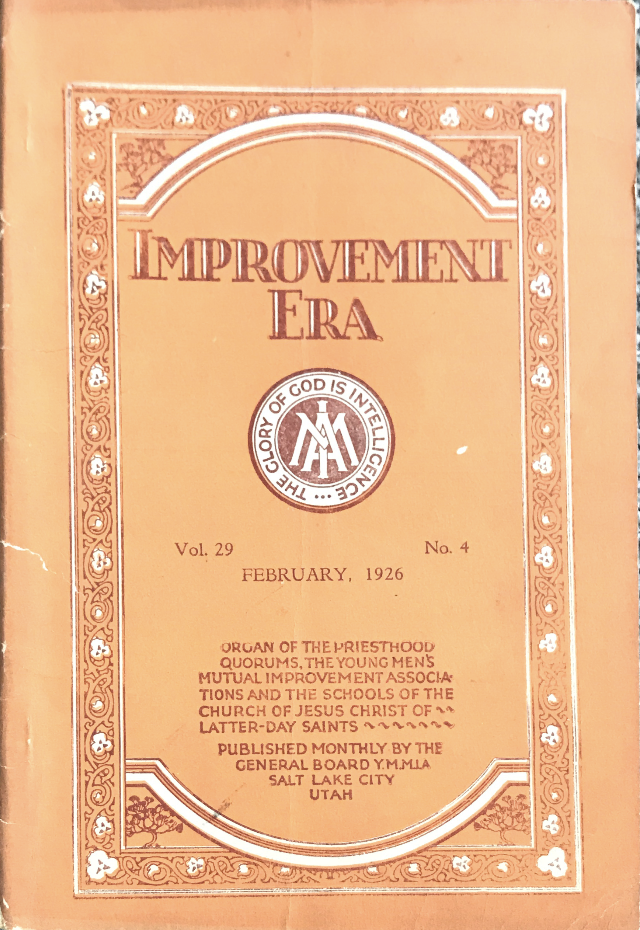 IMPROVEMENT
ERA
THE GLORY OF GOD IS INTELLIGENCE •••
MIA
Vol. 29 No. 4
FEBRUARY, 1926
ORGAN OF THE PRIESTHOOD
QUORUMS, THE YOUNG MEN'S
MUTUAL IMPROVEMENT ASSOCIA-
TIONS AND THE SCHOOLS OF THE
CHURCH OF JESUS CHRIST OF
LATTER-DAY SAINTS
PUBLISHED MONTHLY BY THE
GENERAL BOARD Y.M.M.I.A
SALT LAKE CITY
UTAH